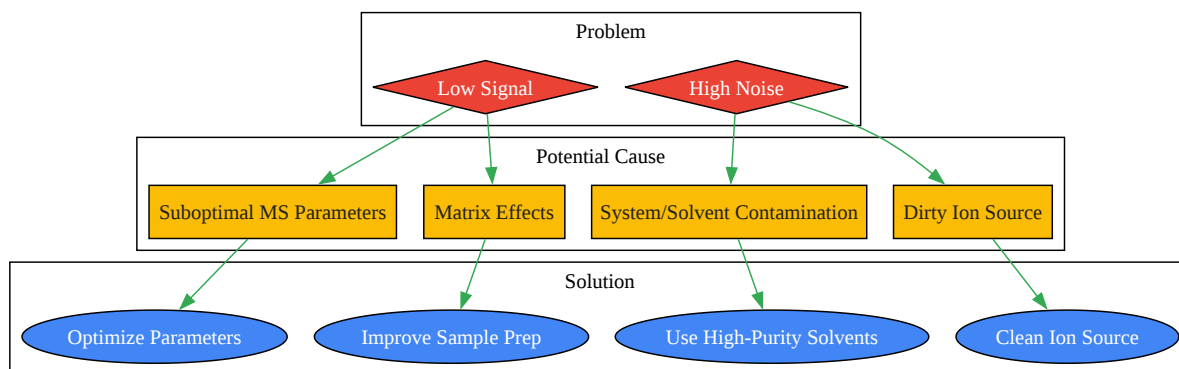 Problem
Low Signal
High Noise
Potential Cause
Suboptimal MS Parameters
Matrix Effects
System/Solvent Contamination
Dirty Ion Source
Solution
Optimize Parameters
Improve Sample Prep
Use High-Purity Solvents
Clean Ion Source